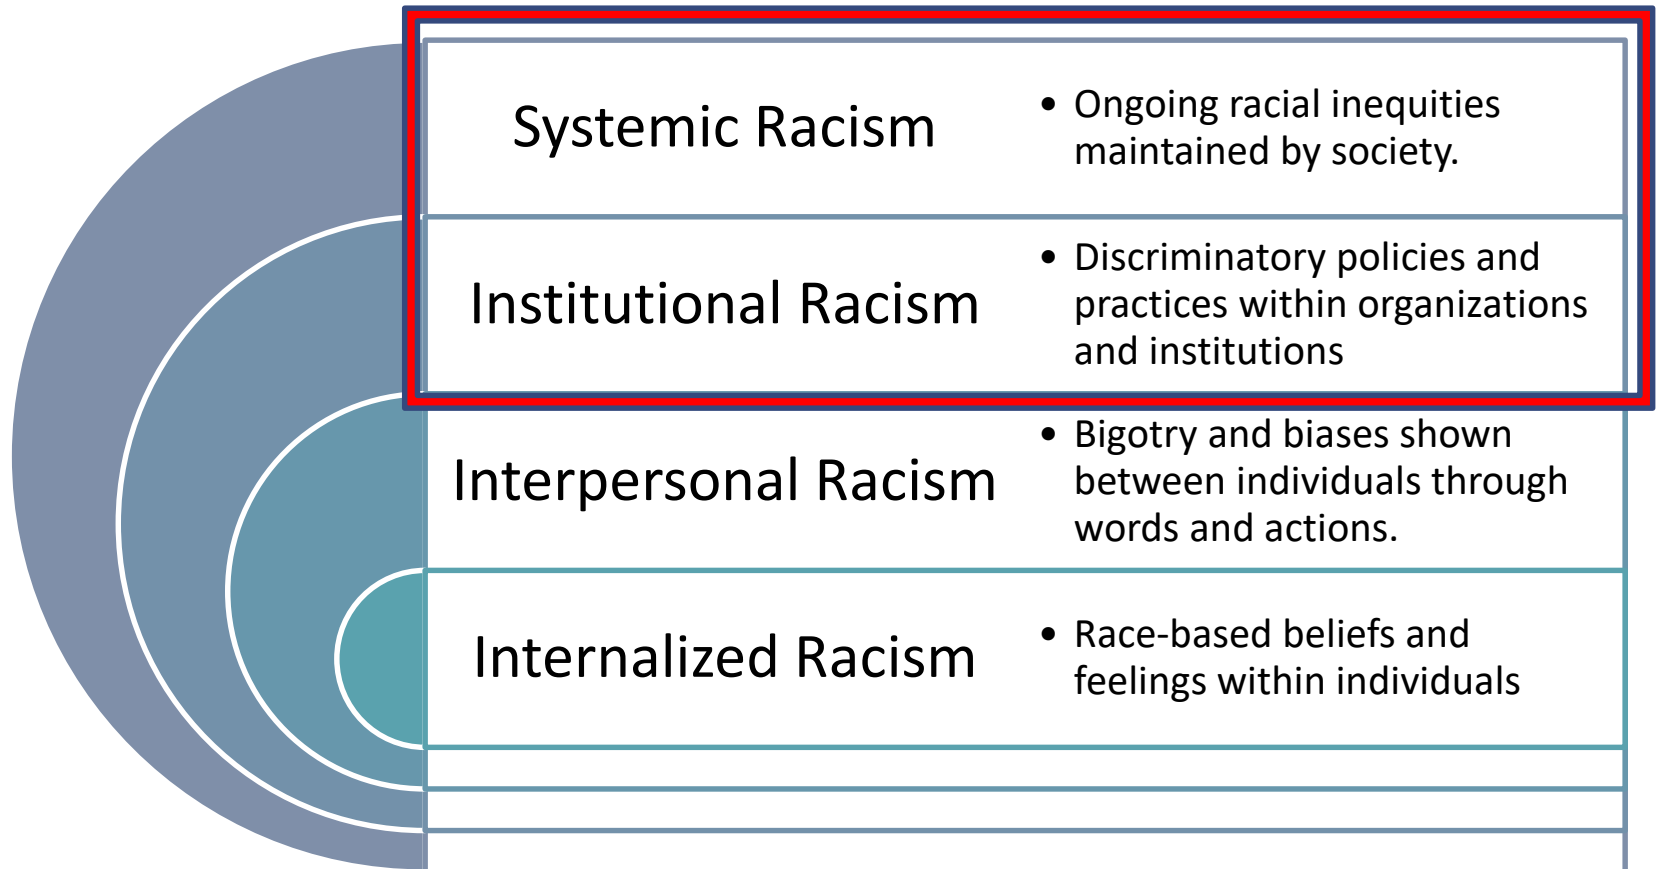 Systemic Racism
• Ongoing racial inequities
maintained by society.
Institutional Racism
• Discriminatory policies and
practices within organizations
and institutions
Interpersonal Racism
• Bigotry and biases shown
between individuals through
words and actions.
Internalized Racism
• Race-based beliefs and
feelings within individuals